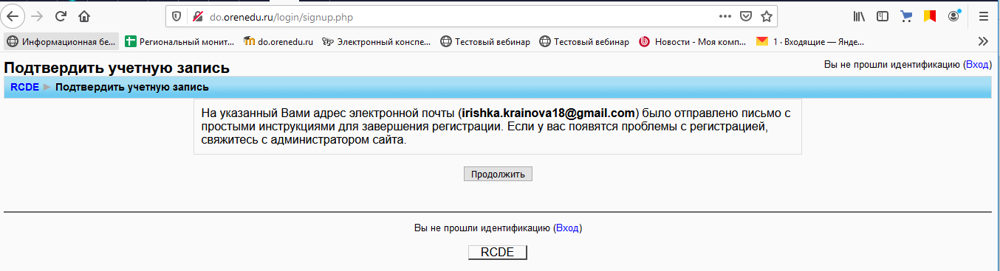 do.orenedu.ru/login/signup.php
Информационная бе... Региональный монит... do.orenedu.ru Электронный конспе... Тестовый вебинар Тестовый вебинар Новости - Моя комп... 1 · Входящие — Янде...
Подтвердить учетную запись
Вы не прошли идентификацию (Вход)
RCDE ► Подтвердить учетную запись
На указанный Вами адрес электронной почты (irishka.krainova18@gmail.com) было отправлено письмо с
простыми инструкциями для завершения регистрации. Если у вас появятся проблемы с регистрацией,
свяжитесь с администратором сайта.
Продолжить
Вы не прошли идентификацию (Вход)
RCDE